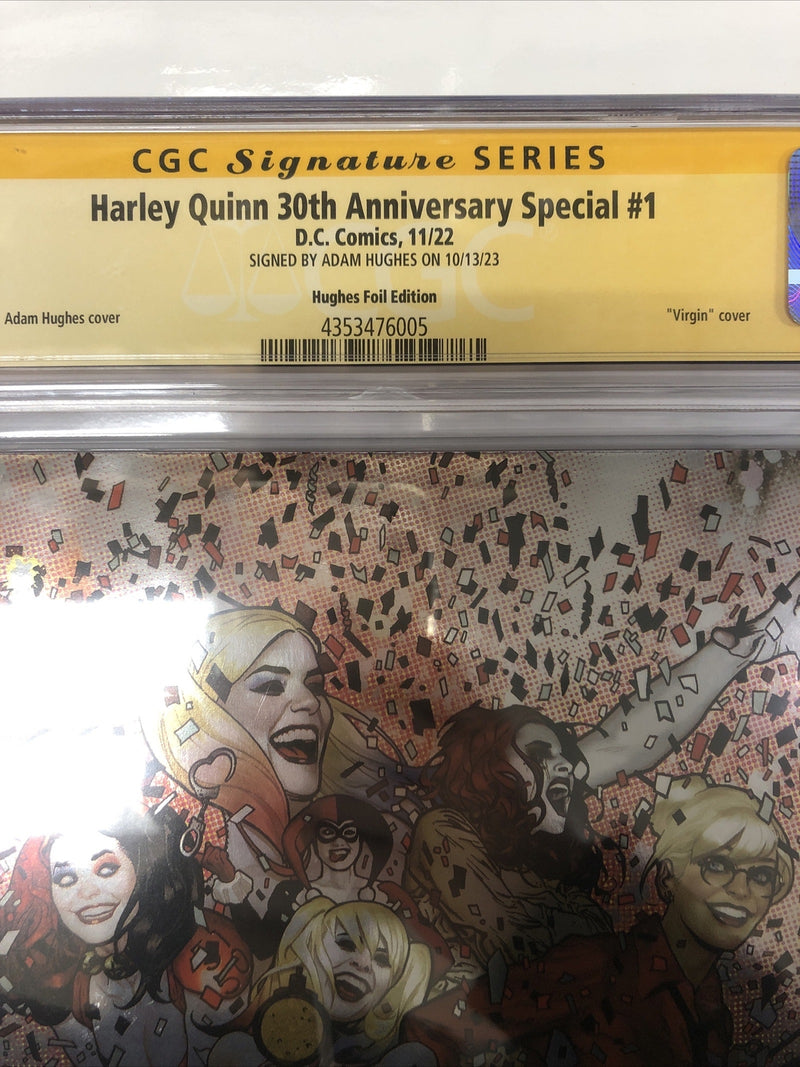 CGC Signature SERIES
Harley Quinn 30th Anniversary Special #1
D.C. Comics, 11/22
SIGNED BY ADAM HUGHES ON 10/13/23
Hughes Foil Edition
Adam Hughes cover
"Virgin" cover
4353476005
CGC